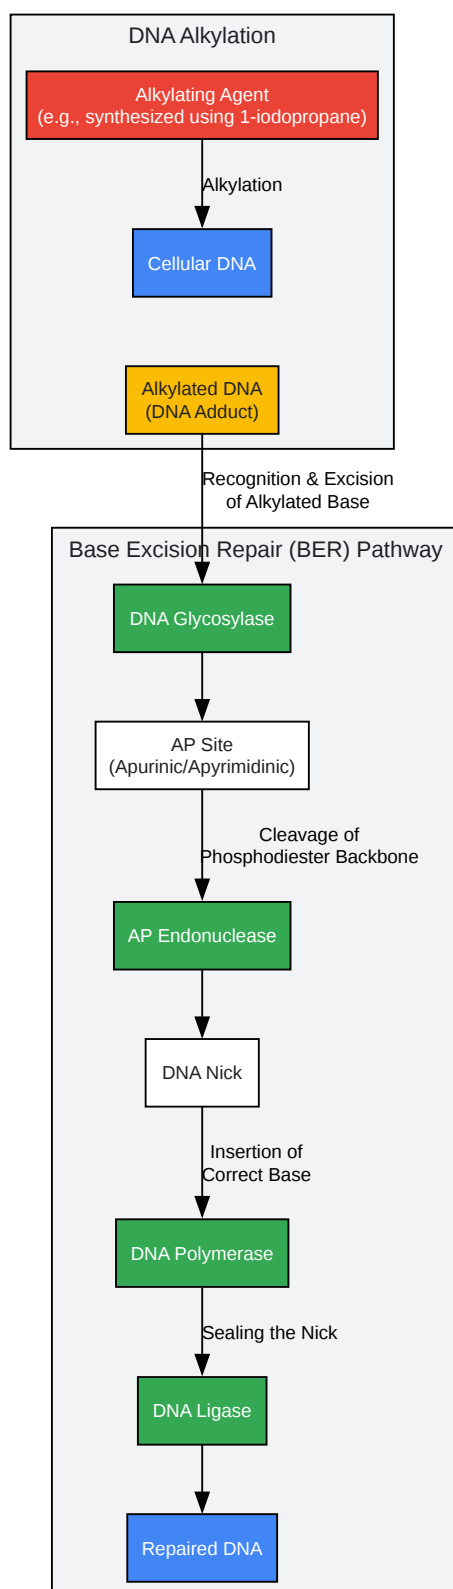 DNA Alkylation
Alkylating Agent
(e.g., synthesized using 1-iodopropane)
Alkylation
Cellular DNA
Alkylated DNA
(DNA Adduct)
Recognition & Excision
of Alkylated Base
Base Excision Repair (BER) Pathway
DNA Glycosylase
AP Site
(Apurinic/Apyrimidinic)
Cleavage of
Phosphodiester Backbone
AP Endonuclease
DNA Nick
Insertion of
Correct Base
DNA Polymerase
Sealing the Nick
DNA Ligase
Repaired DNA